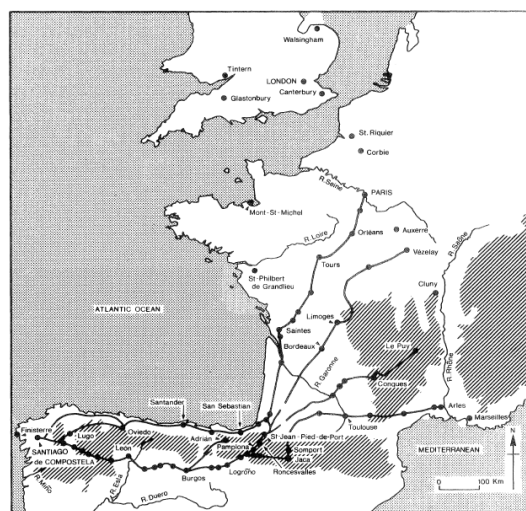 Walsingham
Tintern
LONDON
Canterbury
Glastonbury
St. Riquier
Corbie
R. Seine
PARIS
Mont-St-Michel
R. Loire
Orléans
Auxerre
R. Saône
Vézelay
Tours
St-Philbert
de Grandlieu
Cluny
ATLANTIC OCEAN
Saintes
Limoges
Bordeaux
Le Puy
R. Garonne
Conques
R. Rhône
Santander
San Sebastian
Arles
Marseilles
Toulouse
Finisterre
Lugo
Oviedo
Adrián
Pamplona
St Jean-Pied-de-Port
SANTIAGO
de COMPOSTELA
León
Somport
Jaca
MEDITERRANEAN
N
R. Miño
R. Esla
Burgos
Logroño
Roncesvalles
R. Duero
0 100 Km